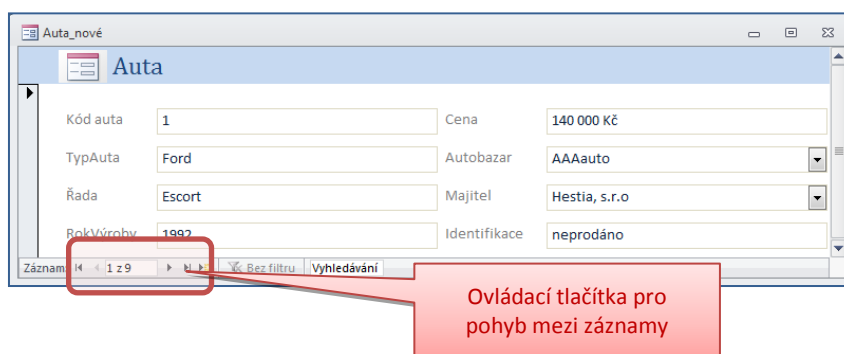 Auta_nové
Auta
Kód auta 1 Cena 140 000 Kč
TypAuta Ford Autobazar AAAauto
Řada Escort Majitel Hestia, s.r.o
RokVýroby 1992 Identifikace neprodáno
Záznam: 1 z 9 Bez filtru Vyhledávání
Ovládací tlačítka pro
pohyb mezi záznamy